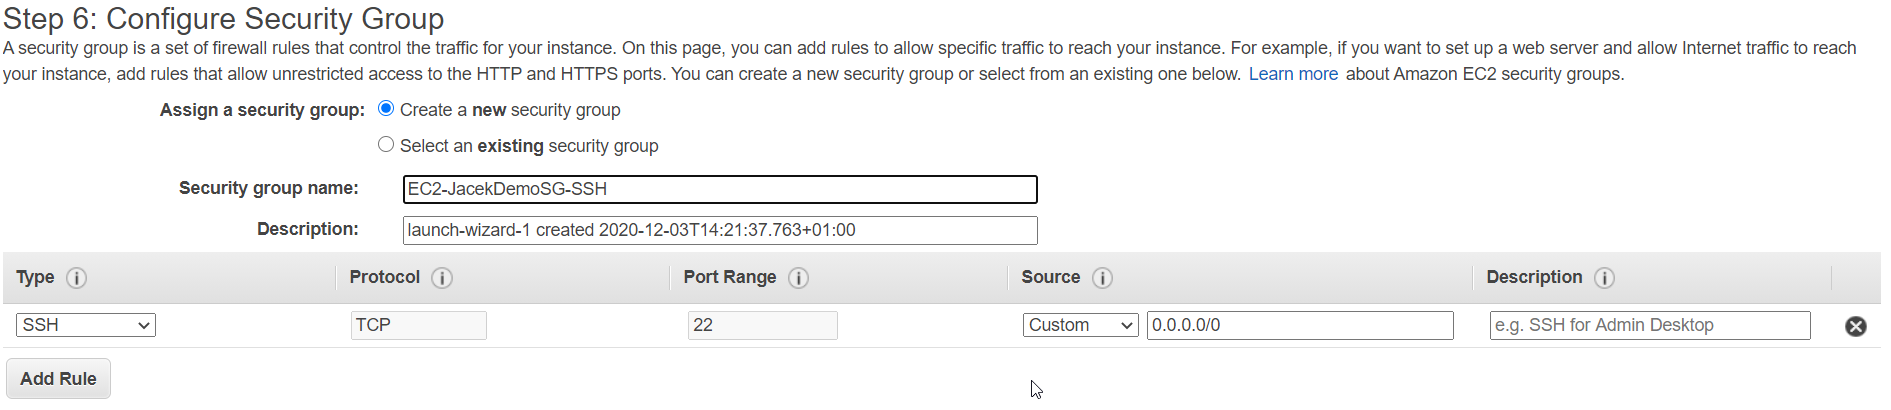 Step 6: Configure Security Group
A security group is a set of firewall rules that control the traffic for your instance. On this page, you can add rules to allow specific traffic to reach your instance. For example, if you want to set up a web server and allow Internet traffic to reach
your instance, add rules that allow unrestricted access to the HTTP and HTTPS ports. You can create a new security group or select from an existing one below. Learn more about Amazon EC2 security groups.
Assign a security group: Create a new security group
Select an existing security group
Security group name: EC2-JacekDemoSG-SSH
Description: launch-wizard-1 created 2020-12-03T14:21:37.763+01:00
Type i Protocol i Port Range i Source i Description i
SSH TCP 22 Custom 0.0.0.0/0 e.g. SSH for Admin Desktop
Add Rule